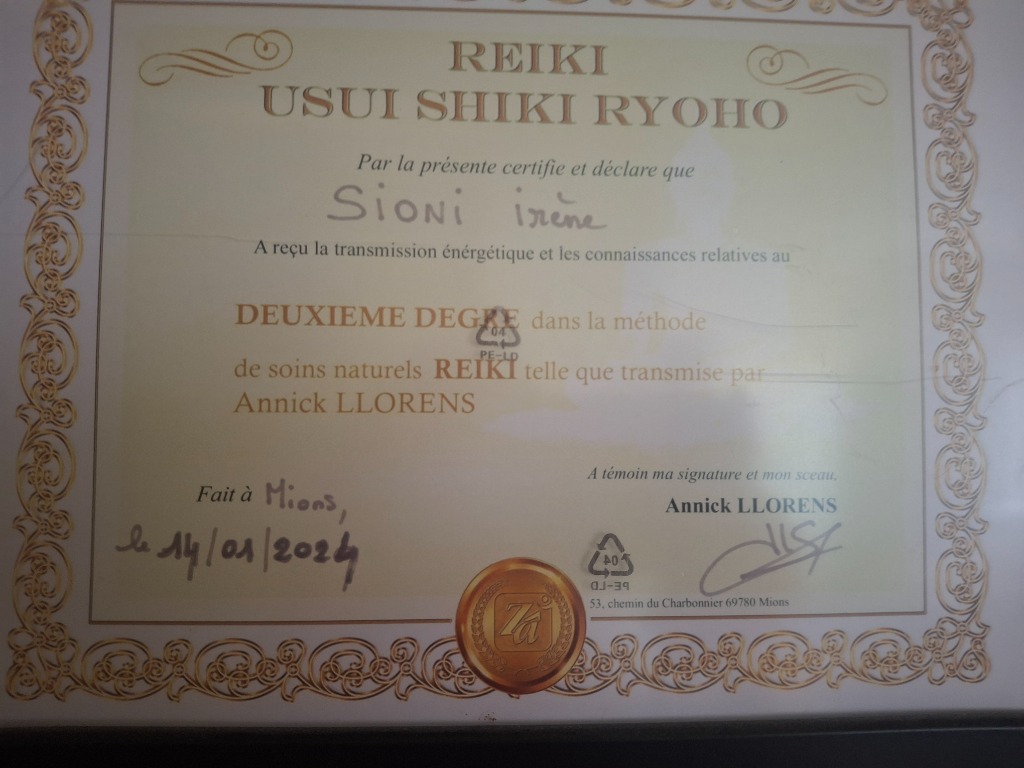 REIKI
USUI SHIKI RYOHO
Par la présente certifie et déclare que
SIONI irène
A reçu la transmission énérgétique et les connaissances relatives au
DEUXIEME DEGRE dans la méthode
04
PE-LD
de soins naturels REIKI telle que transmise par
Annick LLORENS
A témoin ma signature et mon sceau.
Fait à Mions,
Annick LLORENS
le 14/01/2024
04
PE-LD
53, chemin du Charbonnier 69780 Mions